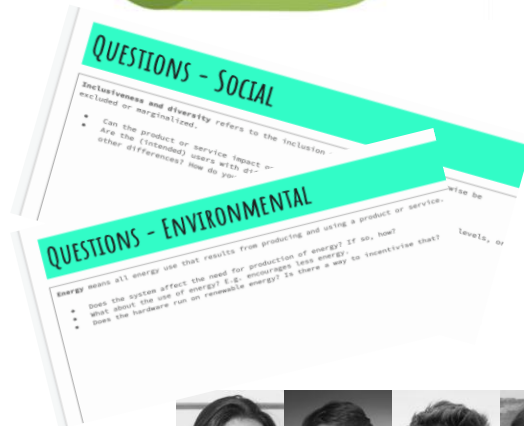 QUESTIONS - SOCIAL
Inclusiveness and diversity refers to the inclusion
excluded or marginalized.
Can the product or service impact
Are the (intended) users with
other differences? How do you
wise be
levels, or
QUESTIONS - ENVIRONMENTAL
Energy means all energy use that results from producing and using a product or service.
Does the system affect the need for production of energy? If so, how?
What about the use of energy? E.g. encourages less energy.
Does the hardware run on renewable energy? Is there a way to incentivise that?